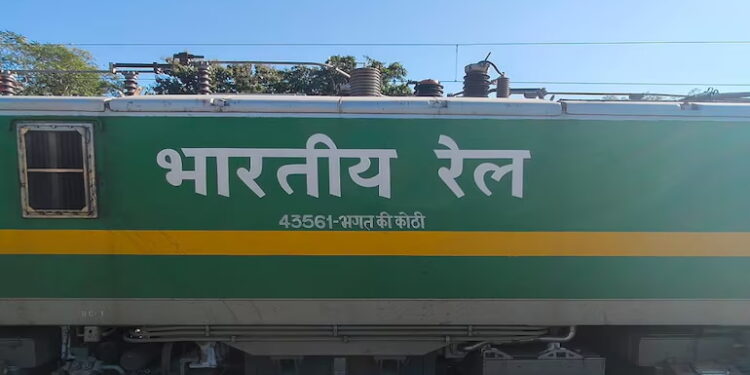 भारतीय रेल
43561-भगत की कोठी